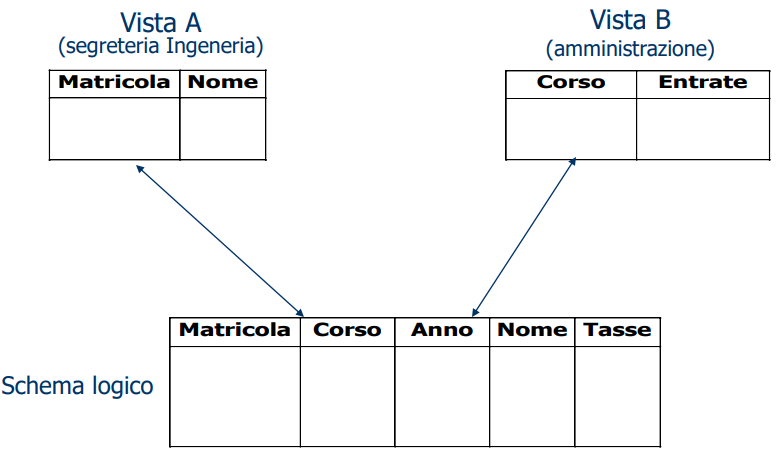 Vista A
(segreteria Ingeneria)
Matricola Nome
Vista B
(amministrazione)
Corso Entrate
Matricola Corso Anno Nome Tasse
Schema logico